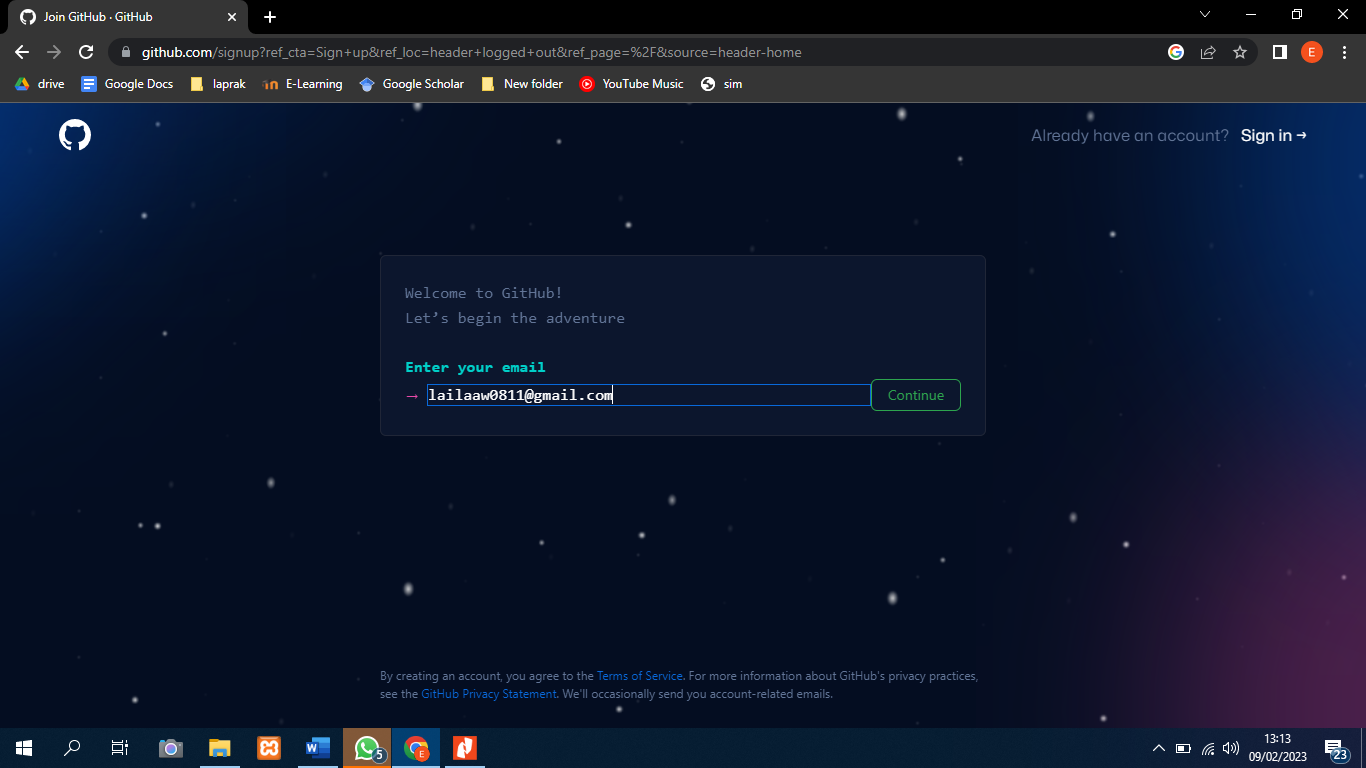 Join GitHub · GitHub
github.com/signup?ref_cta=Sign+up&ref_loc=header+logged+out&ref_page=%2F&source=header-home
E
drive
Google Docs
laprak
E-Learning
Google Scholar
New folder
YouTube Music
sim
Already have an account? Sign in →
Welcome to GitHub!
Let’s begin the adventure
Enter your email
→ lailaaw0811@gmail.com
Continue
By creating an account, you agree to the Terms of Service. For more information about GitHub's privacy practices,
see the GitHub Privacy Statement. We'll occasionally send you account-related emails.
W
5
E
13:13
09/02/2023
23